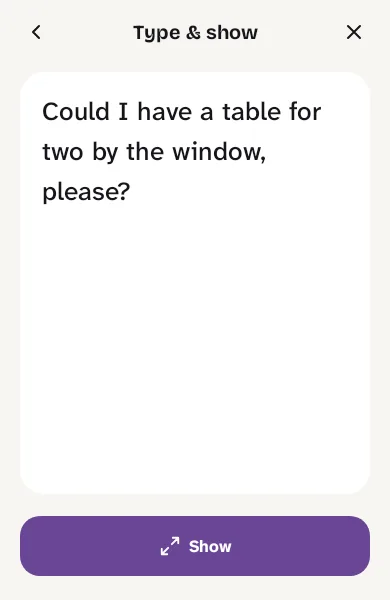 Type & show
Could I have a table for
two by the window,
please?
Show